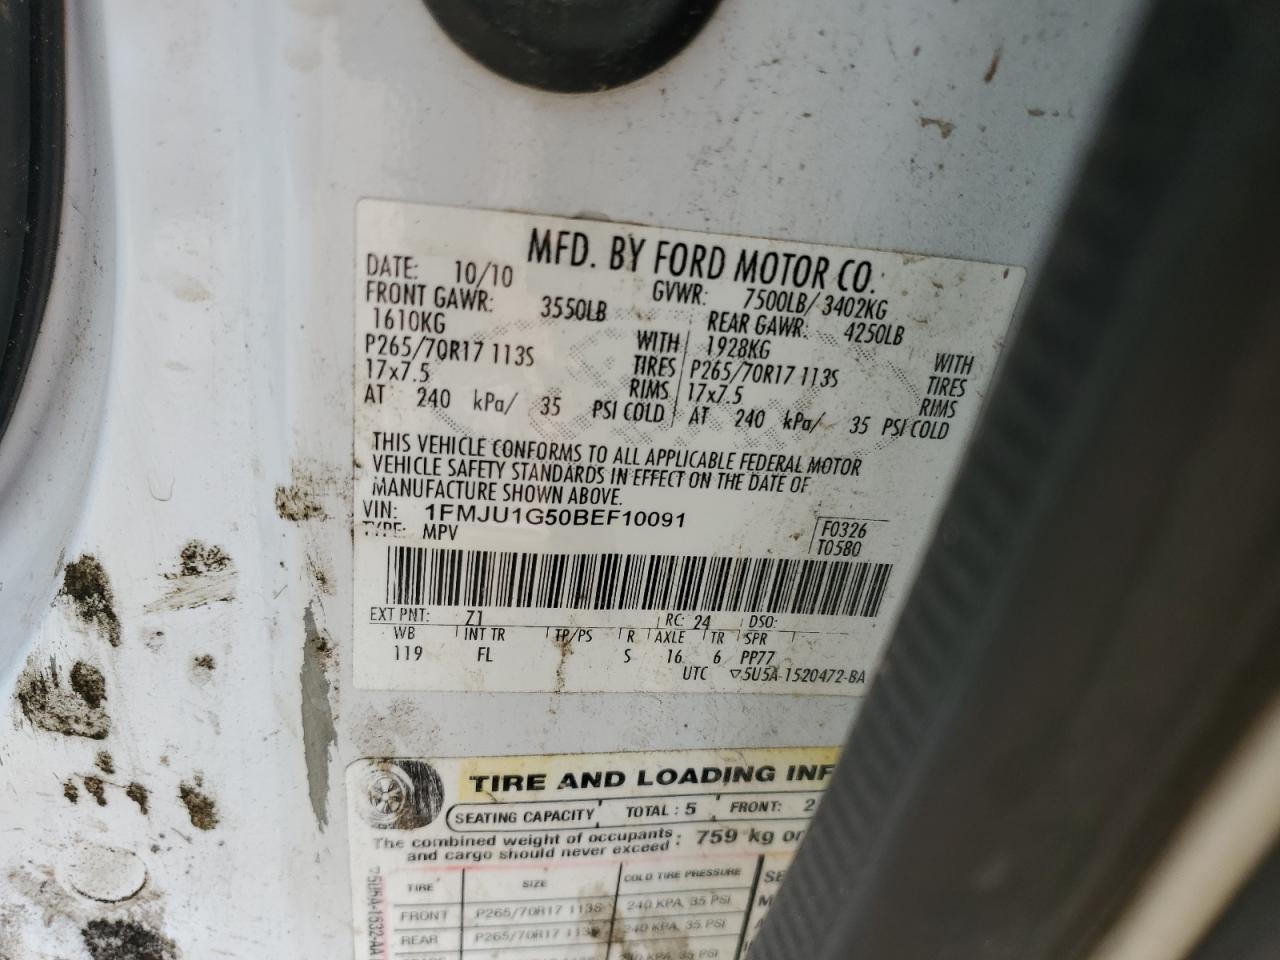 MFD. BY FORD MOTOR CO.
DATE: 10/10 GVWR: 7500LB/ 3402KG
FRONT GAWR: 3550LB REAR GAWR: 4250LB
1610KG WITH 1928KG WITH
P265/70R17 113S TIRES P265/70R17 113S TIRES
17x7.5 RIMS 17x7.5 RIMS
AT 240 kPa/ 35 PSI COLD AT 240 kPa/ 35 PSI COLD
THIS VEHICLE CONFORMS TO ALL APPLICABLE FEDERAL MOTOR
VEHICLE SAFETY STANDARDS IN EFFECT ON THE DATE OF
MANUFACTURE SHOWN ABOVE.
VIN: 1FMJU1G50BEF10091 F0326
TYPE: MPV T0580
EXT PNT: Z1 RC: 24 DSO:
WB INT TR TP/PS R AXLE TR SPR
119 FL S 16 6 PP77
UTC ▽5U5A-1520472-BA
TIRE AND LOADING INF
SEATING CAPACITY TOTAL : 5 FRONT: 2
The combined weight of occupants : 759 kg or
and cargo should never exceed
TIRE SIZE COLD TIRE PRESSURE SE
FRONT P265/70R17 113S 240 KPA, 35 PSI M
REAR P265/70R17 113S 240 KPA, 35 PSI